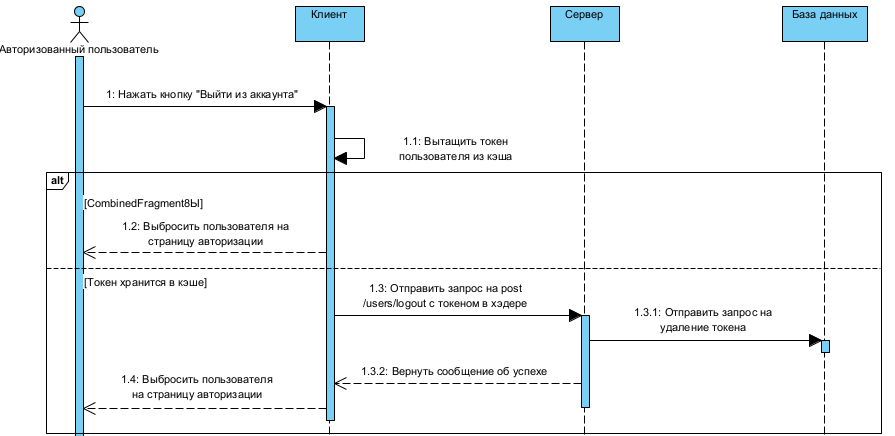 Клиент
Сервер
База данных
Авторизованный пользователь
1: Нажать кнопку "Выйти из аккаунта"
1.1: Вытащить токен
пользователя из кэша
alt
[CombinedFragment8Ы]
1.2: Выбросить пользователя на
страницу авторизации
[Токен хранится в кэше]
1.3: Отправить запрос на post
/users/logout с токеном в хэдере
1.3.1: Отправить запрос на
удаление токена
1.3.2: Вернуть сообщение об успехе
1.4: Выбросить пользователя
на страницу авторизации